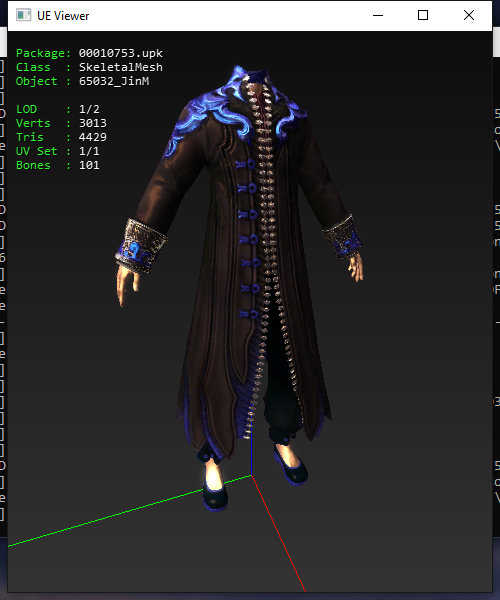 UE Viewer
Package: 00010753.upk
Class  : SkeletalMesh
Object : 65032_JinM
LOD    : 1/2
Verts  : 3013
Tris   : 4429
UV Set : 1/1
Bones  : 101